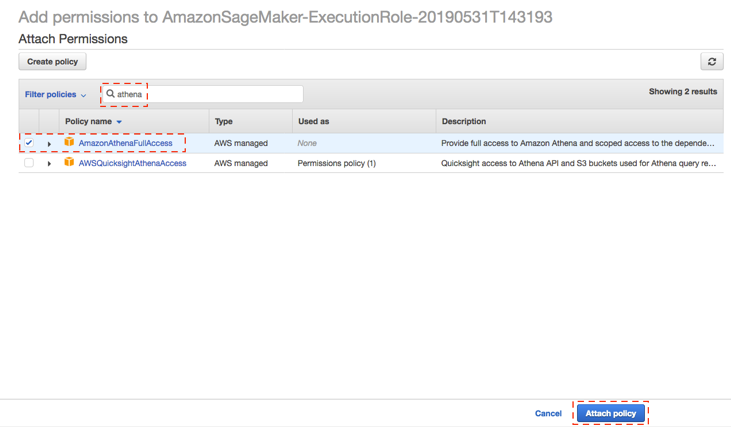 Add permissions to AmazonSageMaker-ExecutionRole-20190531T143193
Attach Permissions
Create policy
Filter policies athena Showing 2 results
Policy name Type Used as Description
AmazonAthenaFullAccess AWS managed None Provide full access to Amazon Athena and scoped access to the depende...
AWSQuicksightAthenaAccess AWS managed Permissions policy (1) Quicksight access to Athena API and S3 buckets used for Athena query re...
Cancel Attach policy